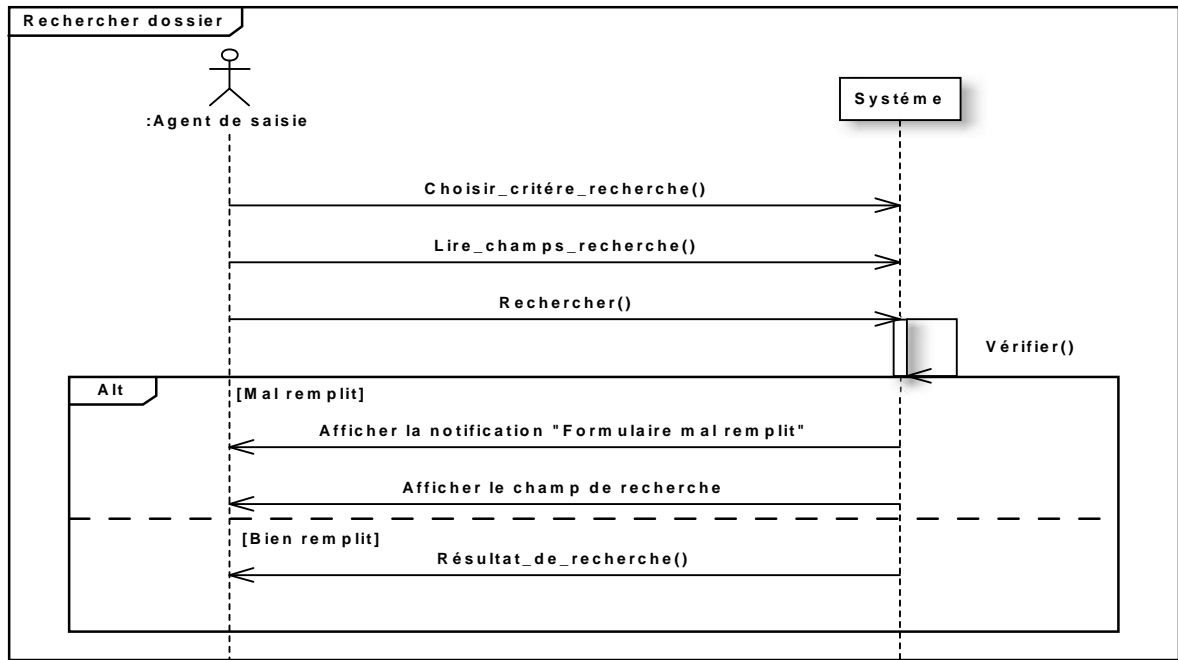 Rechercher dossier
:Agent de saisie
Systéme
Choisir_critére_recherche()
Lire_champs_recherche()
Rechercher()
Vérifier()
Alt
[Mal remplit]
Afficher la notification "Formulaire mal remplit"
Afficher le champ de recherche
[Bien remplit]
Résultat_de_recherche()